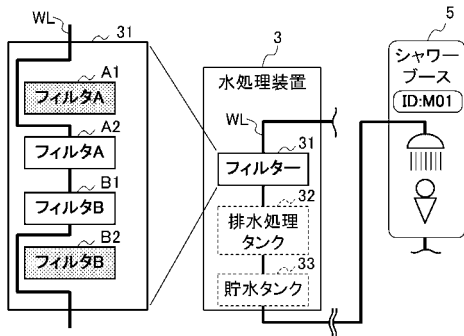 WL
31
A1
フィルタA
A2
フィルタA
B1
フィルタB
B2
フィルタB
3
水処理装置
WL
31
フィルター
32
排水処理
タンク
33
貯水タンク
5
シャワー
ブース
ID:M01